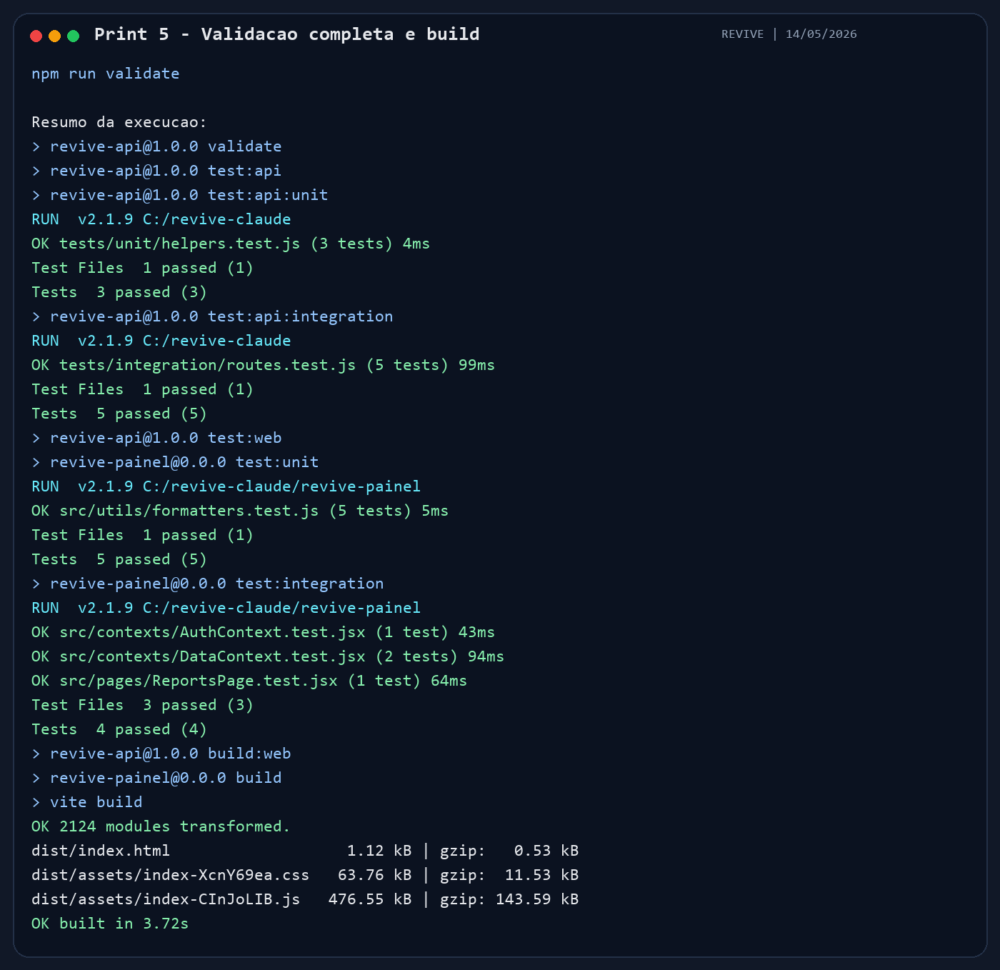 Print 5 - Validacao completa e build
REVIVE | 14/05/2026
npm run validate
Resumo da execucao:
> revive-api@1.0.0 validate
> revive-api@1.0.0 test:api
> revive-api@1.0.0 test:api:unit
RUN  v2.1.9 C:/revive-claude
OK tests/unit/helpers.test.js (3 tests) 4ms
Test Files  1 passed (1)
Tests  3 passed (3)
> revive-api@1.0.0 test:api:integration
RUN  v2.1.9 C:/revive-claude
OK tests/integration/routes.test.js (5 tests) 99ms
Test Files  1 passed (1)
Tests  5 passed (5)
> revive-api@1.0.0 test:web
> revive-painel@0.0.0 test:unit
RUN  v2.1.9 C:/revive-claude/revive-painel
OK src/utils/formatters.test.js (5 tests) 5ms
Test Files  1 passed (1)
Tests  5 passed (5)
> revive-painel@0.0.0 test:integration
RUN  v2.1.9 C:/revive-claude/revive-painel
OK src/contexts/AuthContext.test.jsx (1 test) 43ms
OK src/contexts/DataContext.test.jsx (2 tests) 94ms
OK src/pages/ReportsPage.test.jsx (1 test) 64ms
Test Files  3 passed (3)
Tests  4 passed (4)
> revive-api@1.0.0 build:web
> revive-painel@0.0.0 build
> vite build
OK 2124 modules transformed.
dist/index.html                   1.12 kB | gzip:   0.53 kB
dist/assets/index-XcnY69ea.css   63.76 kB | gzip:  11.53 kB
dist/assets/index-CInJoLIB.js   476.55 kB | gzip: 143.59 kB
OK built in 3.72s